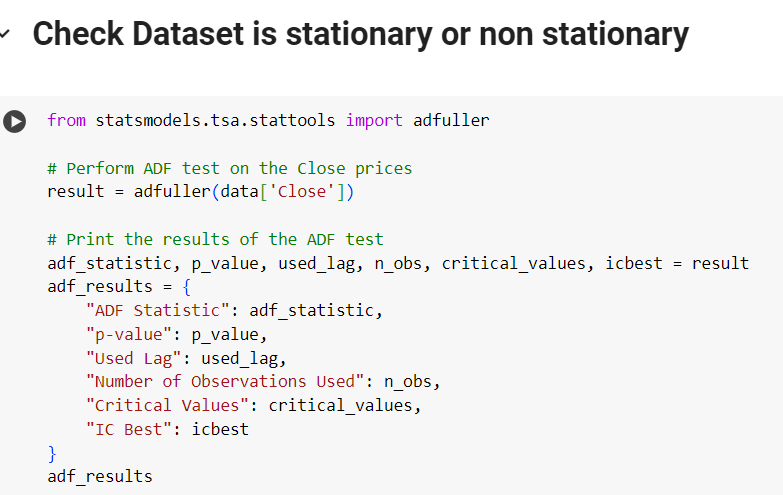 Check Dataset is stationary or non stationary
from statsmodels.tsa.stattools import adfuller
# Perform ADF test on the Close prices
result = adfuller(data['Close'])
# Print the results of the ADF test
adf_statistic, p_value, used_lag, n_obs, critical_values, icbest = result
adf_results = {
    "ADF Statistic": adf_statistic,
    "p-value": p_value,
    "Used Lag": used_lag,
    "Number of Observations Used": n_obs,
    "Critical Values": critical_values,
    "IC Best": icbest
}
adf_results